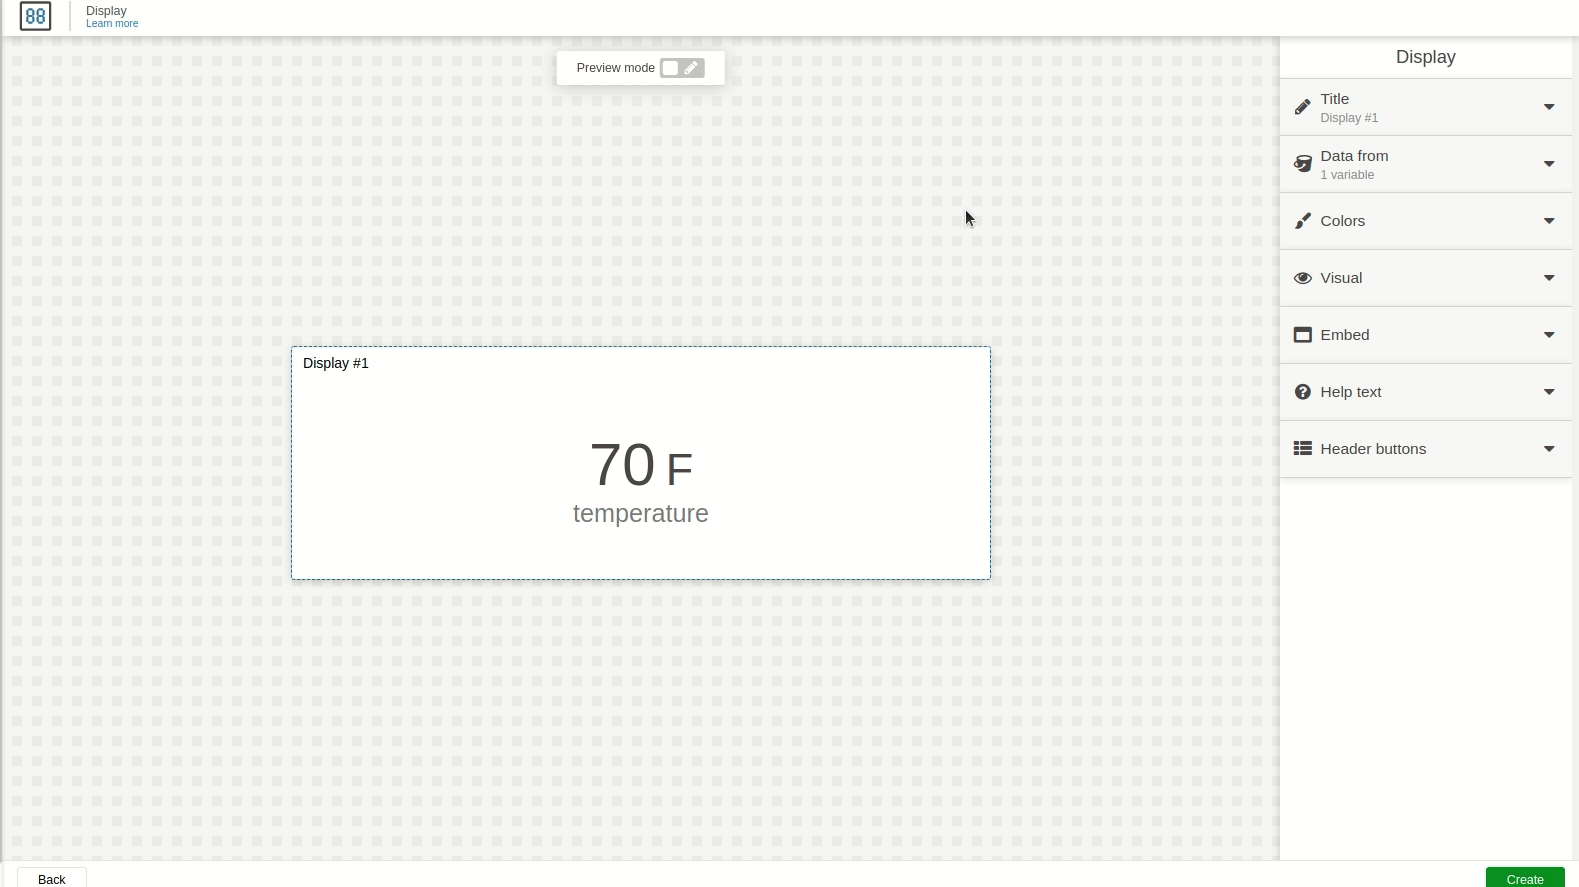 88
Display
Learn more
Preview mode
Display
Title
Display #1
Data from
1 variable
Colors
Visual
Embed
Help text
Header buttons
Display #1
70 F
temperature
Back
Create